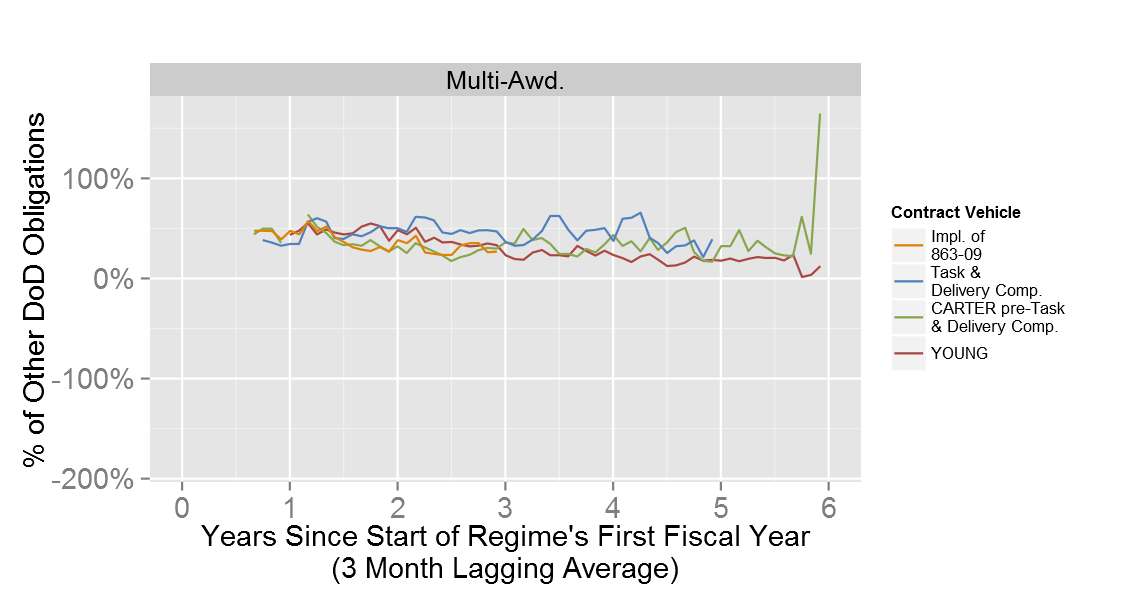 Multi-Awd.
% of Other DoD Obligations
100%
0%
-100%
-200%
0 1 2 3 4 5 6
Years Since Start of Regime's First Fiscal Year
(3 Month Lagging Average)
Contract Vehicle
Impl. of
863-09
Task &
Delivery Comp.
CARTER pre-Task
& Delivery Comp.
YOUNG